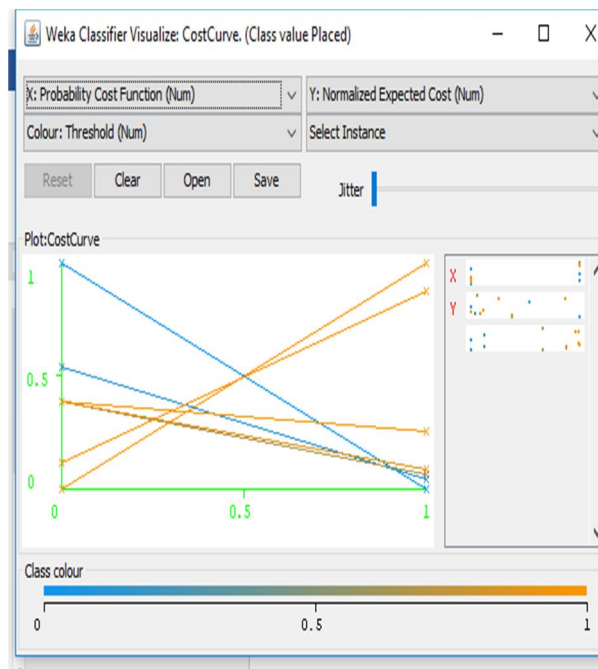 Weka Classifier Visualize: CostCurve. (Class value Placed)
X: Probability Cost Function (Num)
Y: Normalized Expected Cost (Num)
Colour: Threshold (Num)
Select Instance
Reset
Clear
Open
Save
Jitter
Plot:CostCurve
1
0.5
0
0
0.5
1
X
Y
Class colour
0
0.5
1